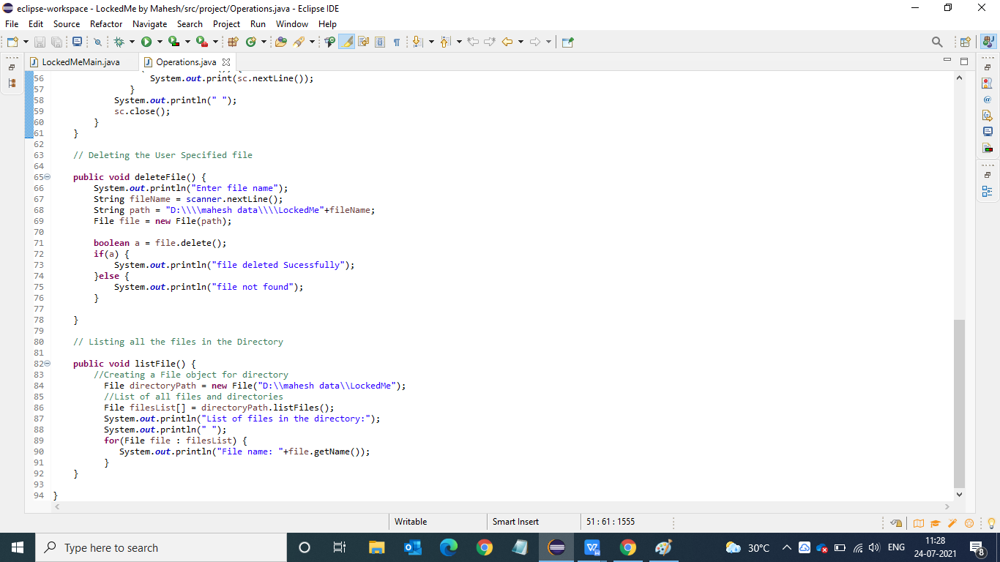 eclipse-workspace - LockedMe by Mahesh/src/project/Operations.java - Eclipse IDE
File Edit Source Refactor Navigate Search Project Run Window Help
LockedMeMain.java Operations.java
56 System.out.print(sc.nextLine());
57 }
58 System.out.println(" ");
59 sc.close();
60 }
61 }
62
63 // Deleting the User Specified file
64
65 public void deleteFile() {
66 System.out.println("Enter file name");
67 String fileName = scanner.nextLine();
68 String path = "D:\\\\mahesh data\\\\LockedMe"+fileName;
69 File file = new File(path);
70
71 boolean a = file.delete();
72 if(a) {
73 System.out.println("file deleted Sucessfully");
74 }else {
75 System.out.println("file not found");
76 }
77
78 }
79
80 // Listing all the files in the Directory
81
82 public void listFile() {
83 //Creating a File object for directory
84 File directoryPath = new File("D:\\mahesh data\\LockedMe");
85 //List of all files and directories
86 File filesList[] = directoryPath.listFiles();
87 System.out.println("List of files in the directory:");
88 System.out.println(" ");
89 for(File file : filesList) {
90 System.out.println("File name: "+file.getName());
91 }
92 }
93
94 }
Writable Smart Insert 51 : 61 : 1555
Type here to search 30°C ENG 11:28
24-07-2021 8